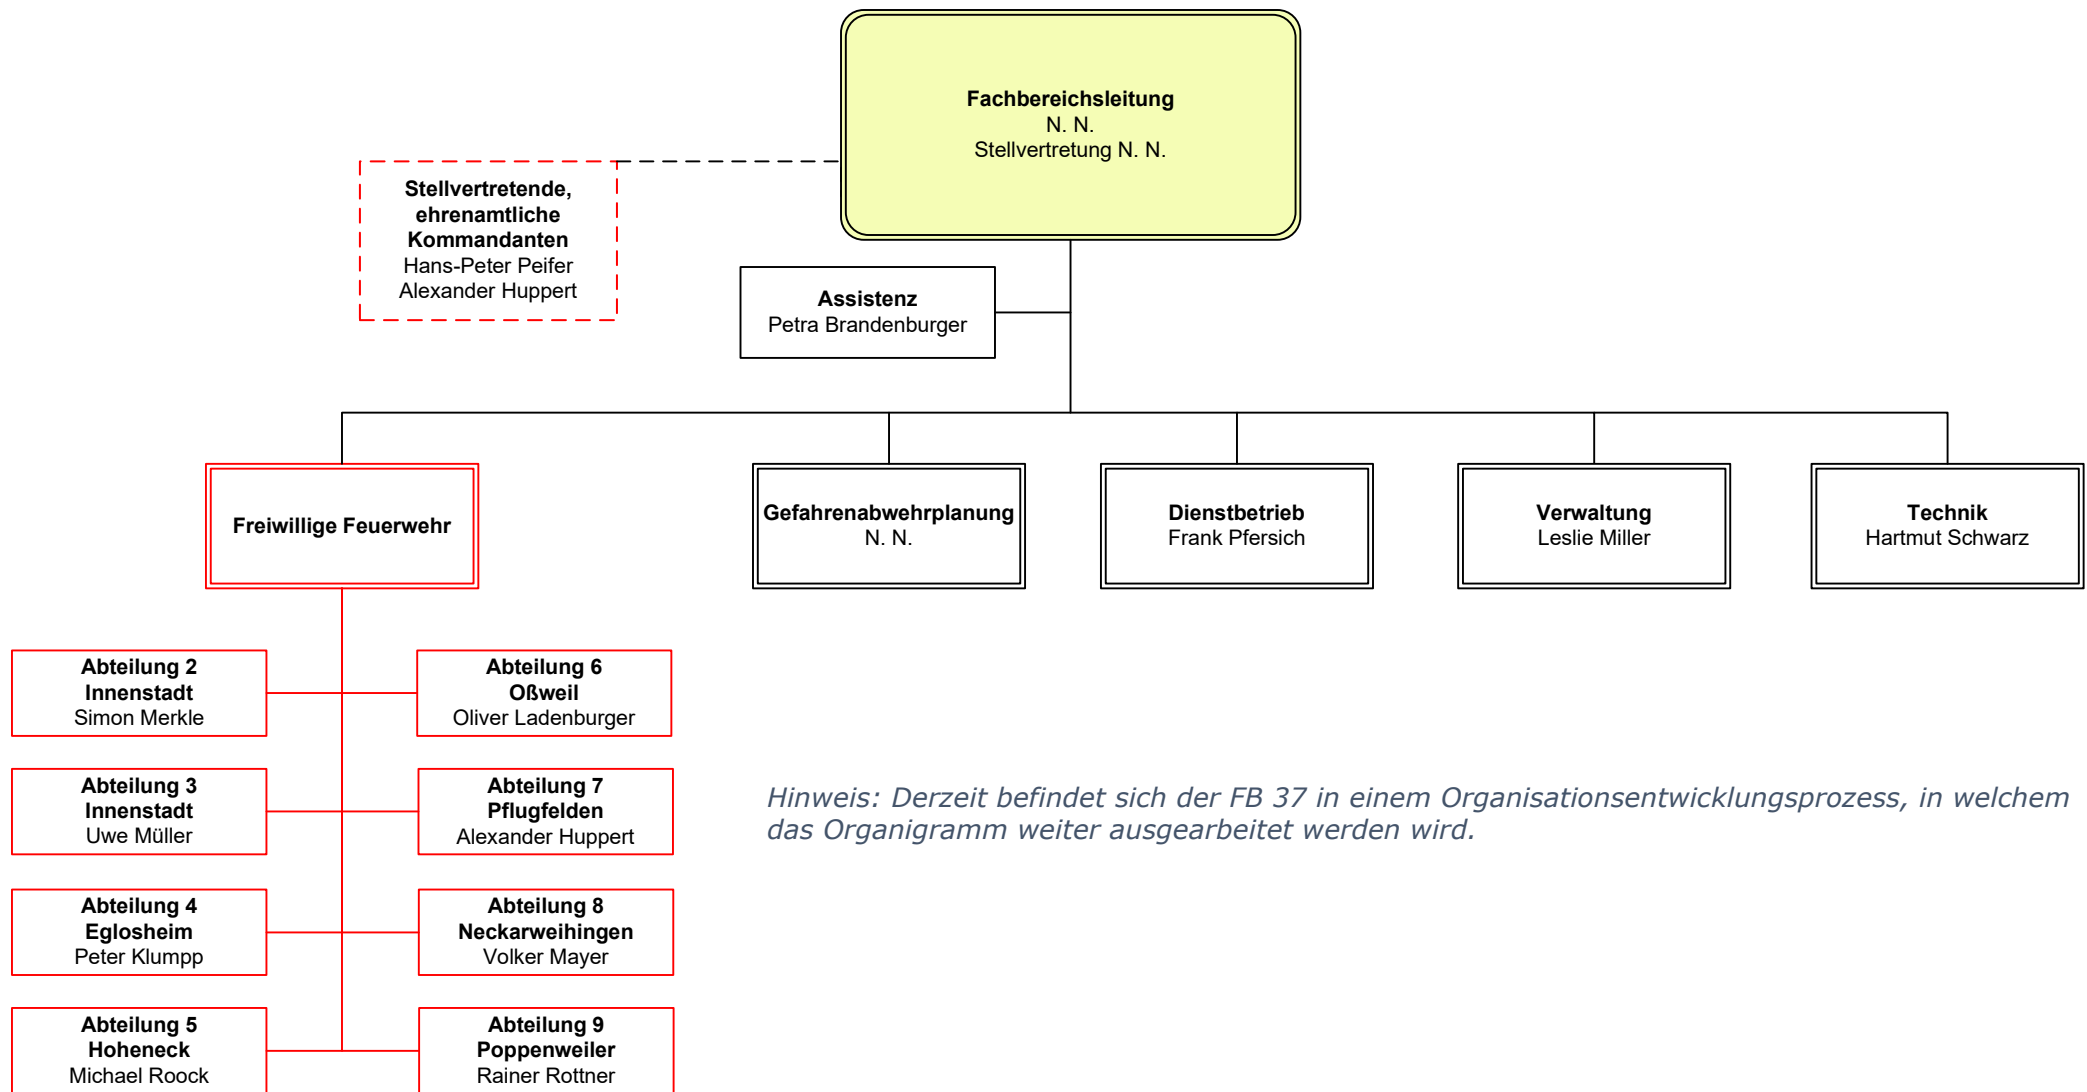 Fachbereichsleitung
N. N.
Stellvertretung N. N.
Stellvertretende,
ehrenamtliche
Kommandanten
Hans-Peter Peifer
Alexander Huppert
Assistenz
Petra Brandenburger
Freiwillige Feuerwehr
Gefahrenabwehrplanung
N. N.
Dienstbetrieb
Frank Pfersich
Verwaltung
Leslie Miller
Technik
Hartmut Schwarz
Abteilung 2
Innenstadt
Simon Merkle
Abteilung 6
Oßweil
Oliver Ladenburger
Abteilung 3
Innenstadt
Uwe Müller
Abteilung 7
Pflugfelden
Alexander Huppert
Hinweis: Derzeit befindet sich der FB 37 in einem Organisationsentwicklungsprozess, in welchem
das Organigramm weiter ausgearbeitet werden wird.
Abteilung 4
Eglosheim
Peter Klumpp
Abteilung 8
Neckarweihingen
Volker Mayer
Abteilung 5
Hoheneck
Michael Roock
Abteilung 9
Poppenweiler
Rainer Rottner